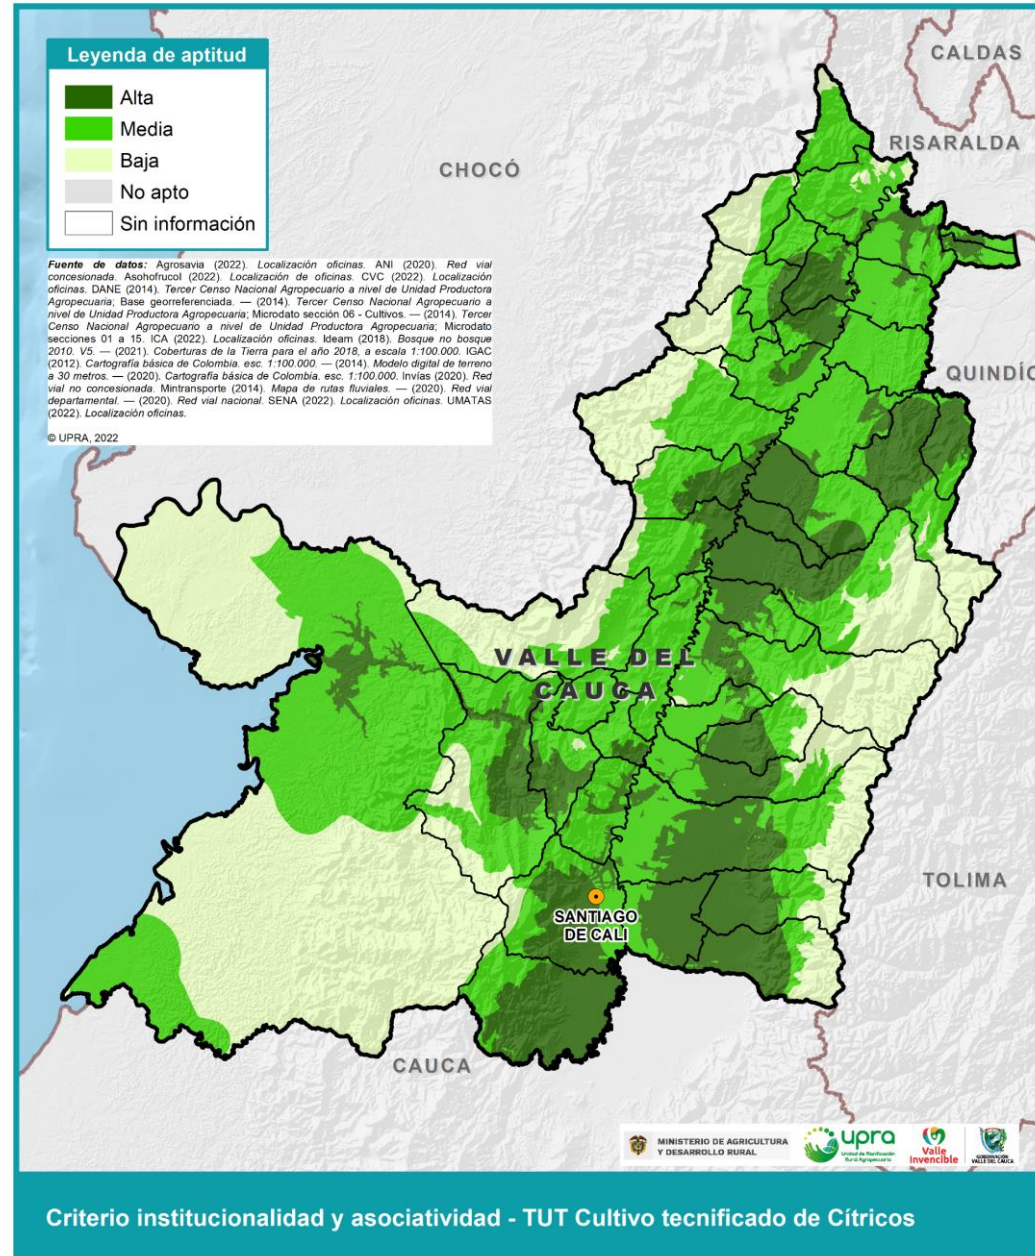 Leyenda de aptitud
Alta
Media
Baja
No apto
Sin información
Fuente de datos: Agrosavia (2022). Localización oficinas. ANI (2020). Red vial
concesionada. Asohofrucol (2022). Localización de oficinas. CVC (2022). Localización
oficinas. DANE (2014). Tercer Censo Nacional Agropecuario a nivel de Unidad Productora
Agropecuaria; Base georreferenciada. — (2014). Tercer Censo Nacional Agropecuario a
nivel de Unidad Productora Agropecuaria; Microdato sección 06 - Cultivos. — (2014). Tercer
Censo Nacional Agropecuario a nivel de Unidad Productora Agropecuaria; Microdato
secciones 01 a 15. ICA (2022). Localización oficinas. Ideam (2018). Bosque no bosque
2010. V5. — (2021). Coberturas de la Tierra para el año 2018, a escala 1:100.000. IGAC
(2012). Cartografía básica de Colombia. esc. 1:100.000. — (2014). Modelo digital de terreno
a 30 metros. — (2020). Cartografía básica de Colombia. esc. 1:100.000. Invías (2020). Red
vial no concesionada. Mintransporte (2014). Mapa de rutas fluviales. — (2020). Red vial
departamental. — (2020). Red vial nacional. SENA (2022). Localización oficinas. UMATAS
(2022). Localización oficinas.
© UPRA, 2022
CALDAS
RISARALDA
CHOCÓ
QUINDÍO
VALLE DEL
CAUCA
TOLIMA
SANTIAGO
DE CALI
CAUCA
MINISTERIO DE AGRICULTURA
Y DESARROLLO RURAL
upra
Unidad de Planificación
Rural Agropecuaria
Valle
Invencible
GOBERNACIÓN
VALLE DEL CAUCA
Criterio institucionalidad y asociatividad - TUT Cultivo tecnificado de Cítricos